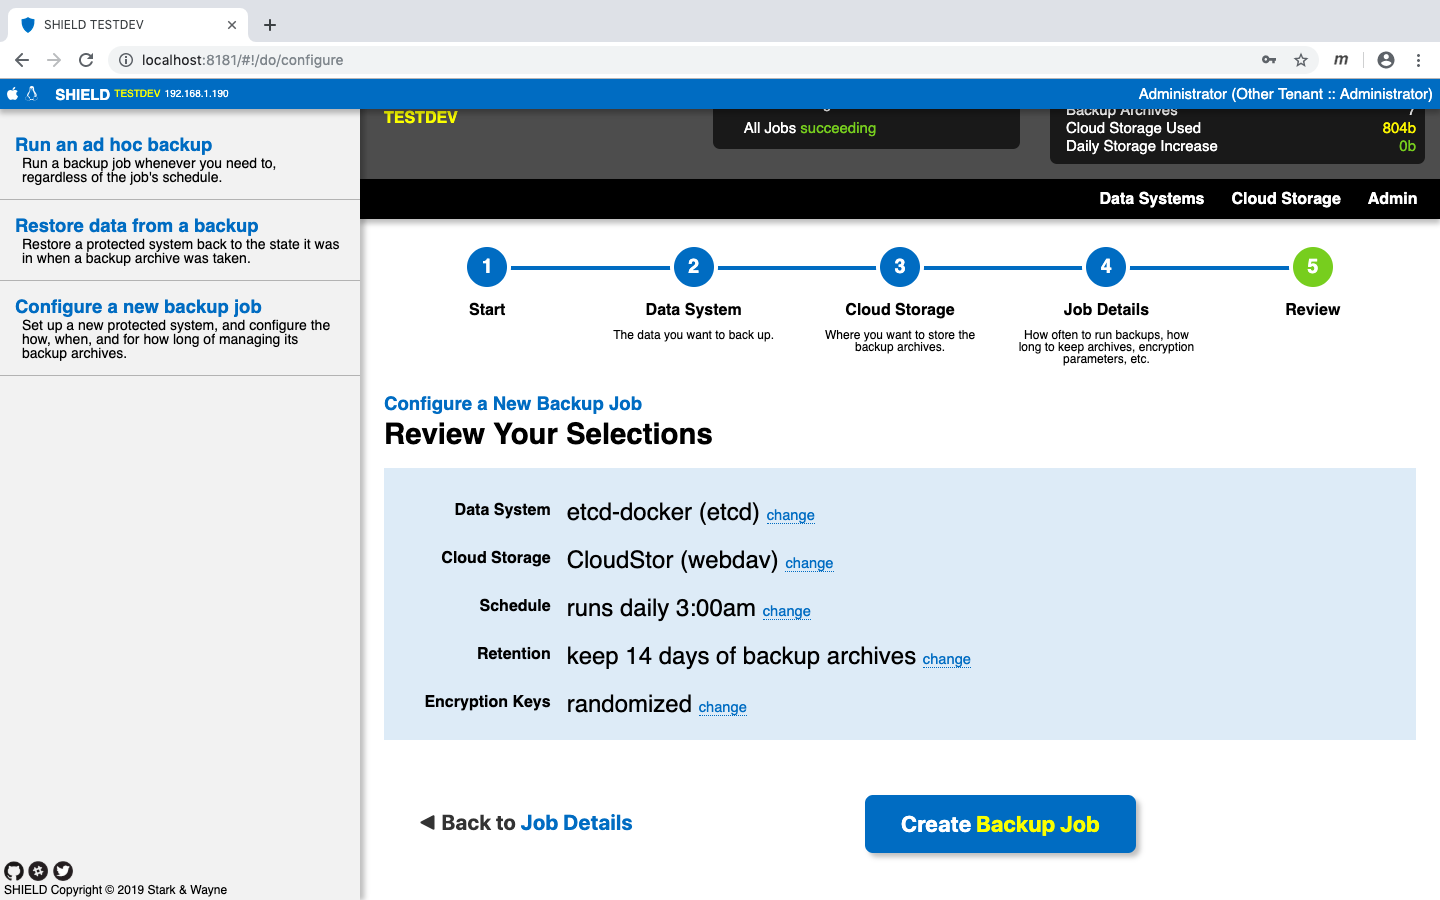 SHIELD TESTDEV
localhost:8181/#!/do/configure
m
SHIELD TESTDEV 192.168.1.190
Administrator (Other Tenant :: Administrator)
Run an ad hoc backup
Run a backup job whenever you need to,
regardless of the job's schedule.
Restore data from a backup
Restore a protected system back to the state it was
in when a backup archive was taken.
Configure a new backup job
Set up a new protected system, and configure the
how, when, and for how long of managing its
backup archives.
SHIELD Copyright © 2019 Stark & Wayne
TESTDEV
All Jobs succeeding
Backup Archives 7
Cloud Storage Used 804b
Daily Storage Increase 0b
Data Systems Cloud Storage Admin
1 2 3 4 5
Start
Data System
The data you want to back up.
Cloud Storage
Where you want to store the
backup archives.
Job Details
How often to run backups, how
long to keep archives, encryption
parameters, etc.
Review
Configure a New Backup Job
Review Your Selections
Data System etcd-docker (etcd) change
Cloud Storage CloudStor (webdav) change
Schedule runs daily 3:00am change
Retention keep 14 days of backup archives change
Encryption Keys randomized change
Back to Job Details
Create Backup Job